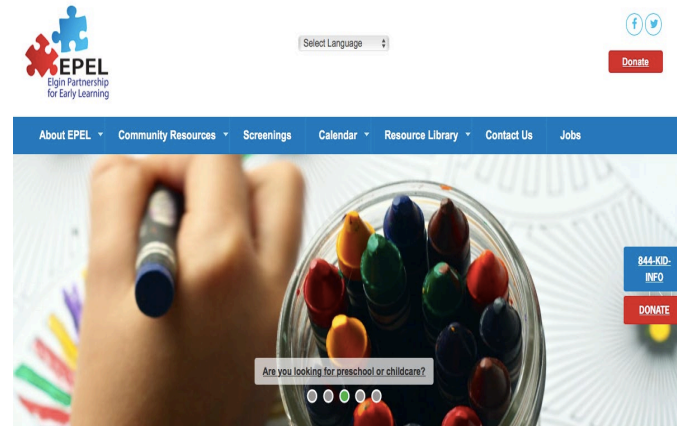 EPEL
Elgin Partnership
for Early Learning
Select Language
Donate
About EPEL
Community Resources
Screenings
Calendar
Resource Library
Contact Us
Jobs
844-KID-
INFO
DONATE
Are you looking for preschool or childcare?